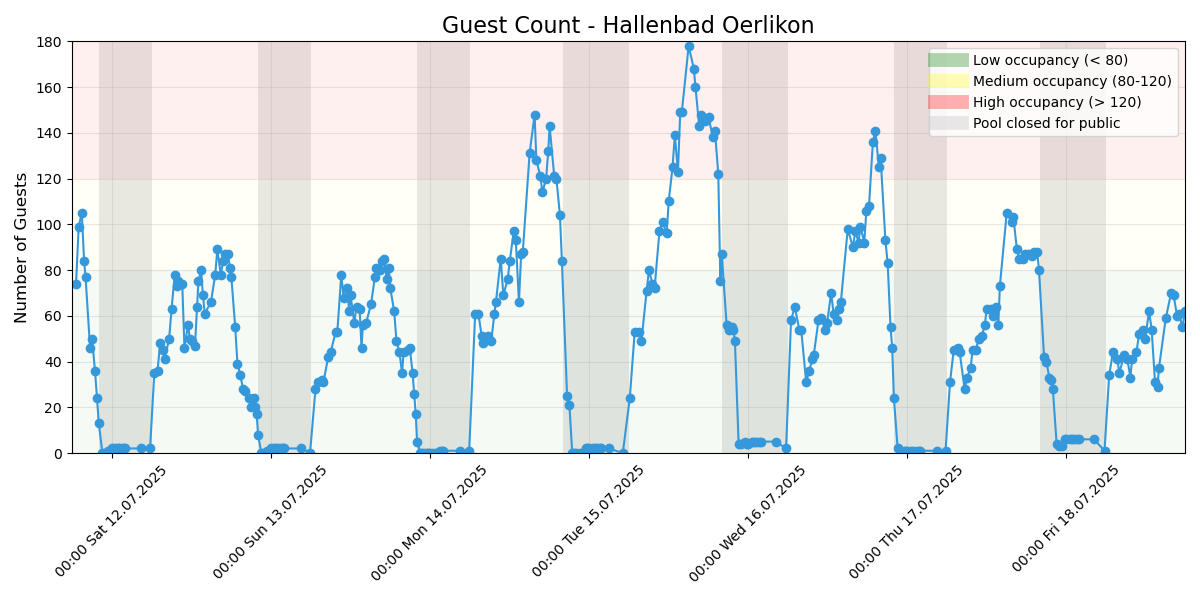 Guest Count - Hallenbad Oerlikon
Number of Guests
180
160
140
120
100
80
60
40
20
0
Low occupancy (< 80)
Medium occupancy (80-120)
High occupancy (> 120)
Pool closed for public
00:00 Sat 12.07.2025
00:00 Sun 13.07.2025
00:00 Mon 14.07.2025
00:00 Tue 15.07.2025
00:00 Wed 16.07.2025
00:00 Thu 17.07.2025
00:00 Fri 18.07.2025